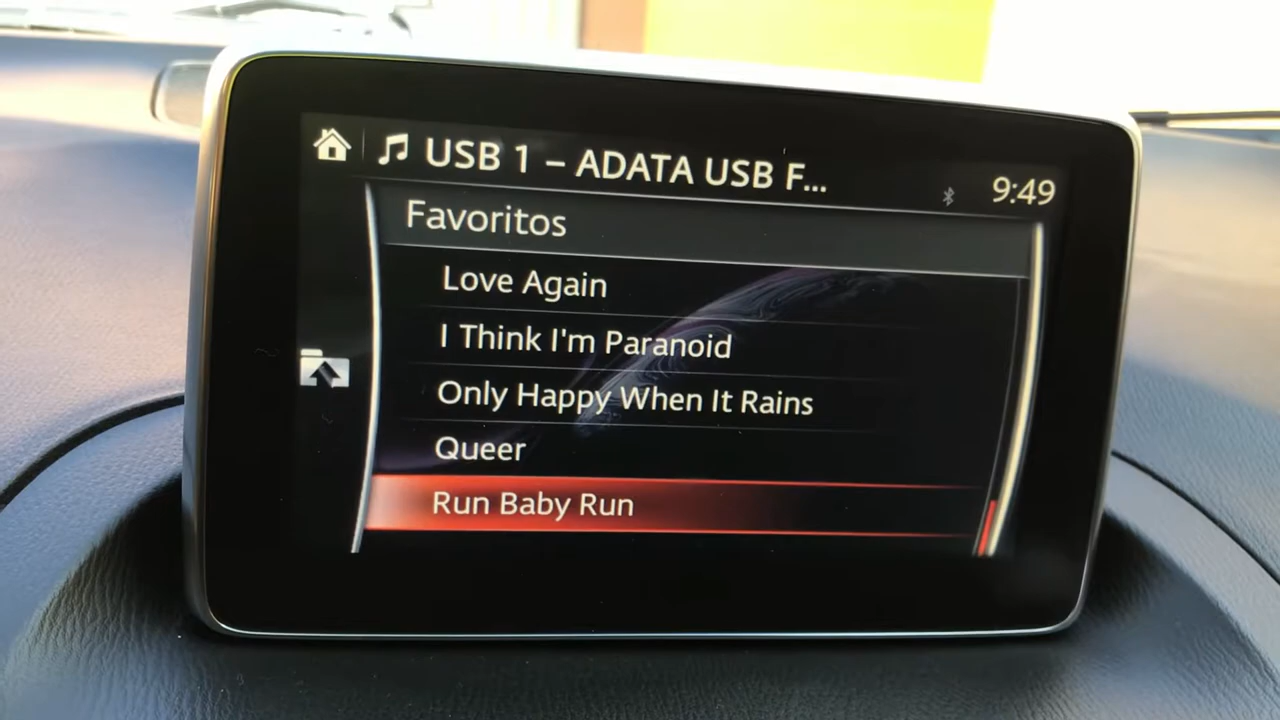 USB 1 – ADATA USB F...
9:49
Favoritos
Love Again
I Think I'm Paranoid
Only Happy When It Rains
Queer
Run Baby Run